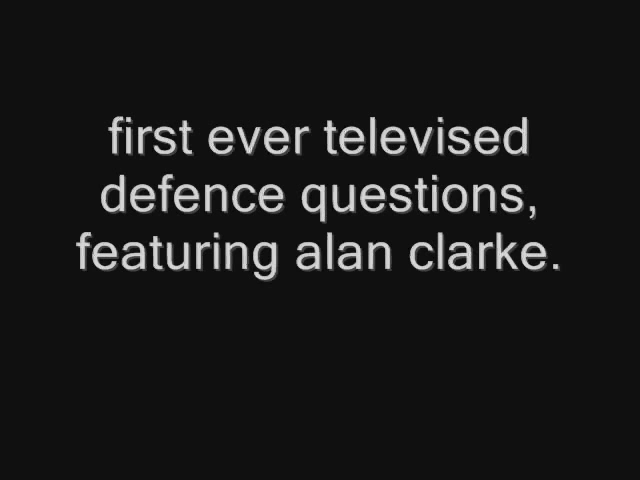 first ever televised
defence questions,
featuring alan clarke.